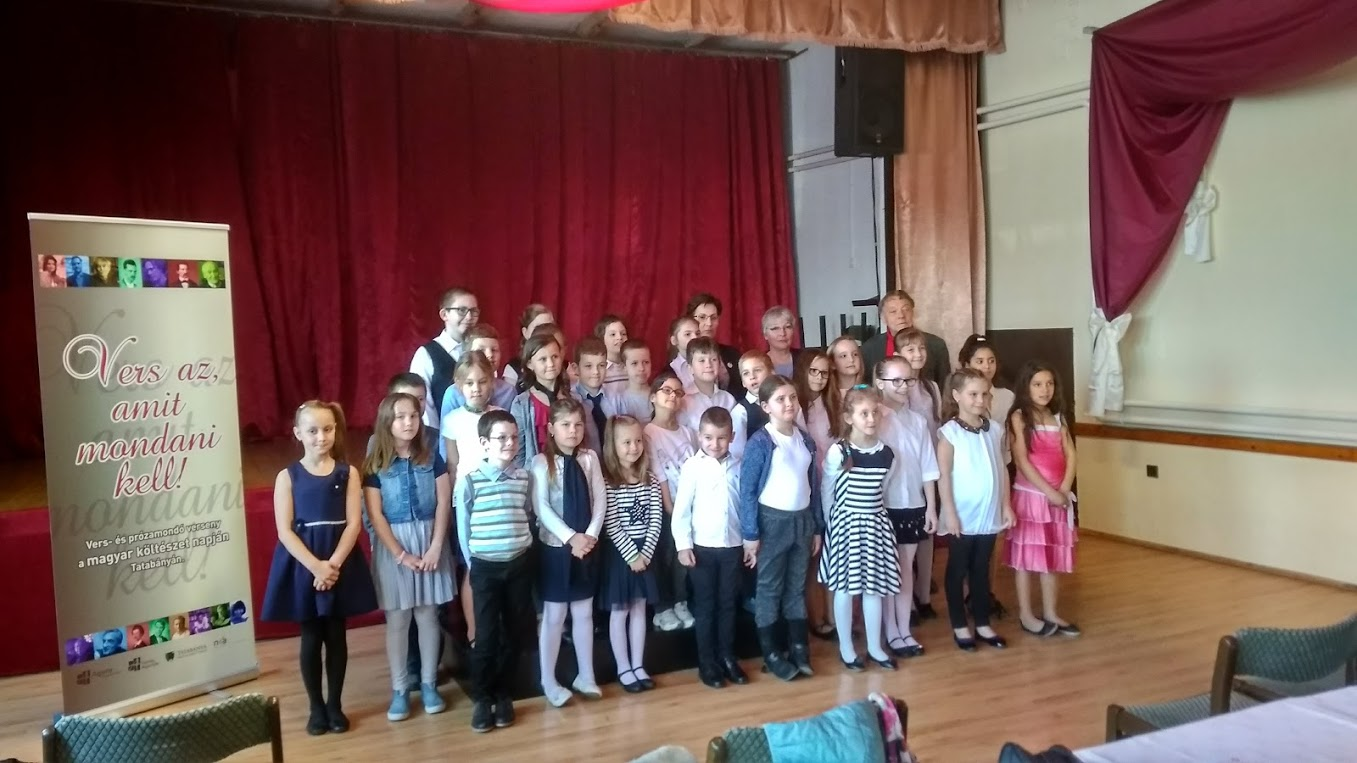 Vers az,
amit
mondani
kell!
Vers- és prózamondó verseny
a magyar költészet napján
Tatabányán.